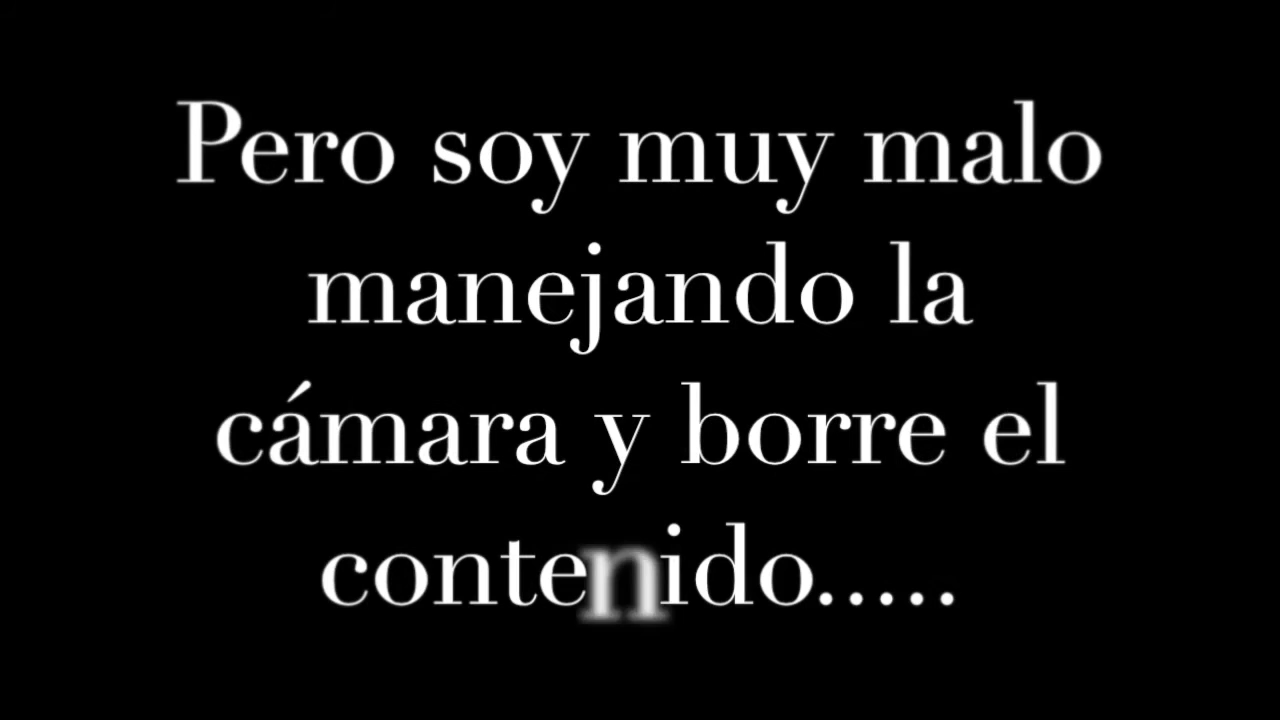 Pero soy muy malo
manejando la
cámara y borre el
contenido.....